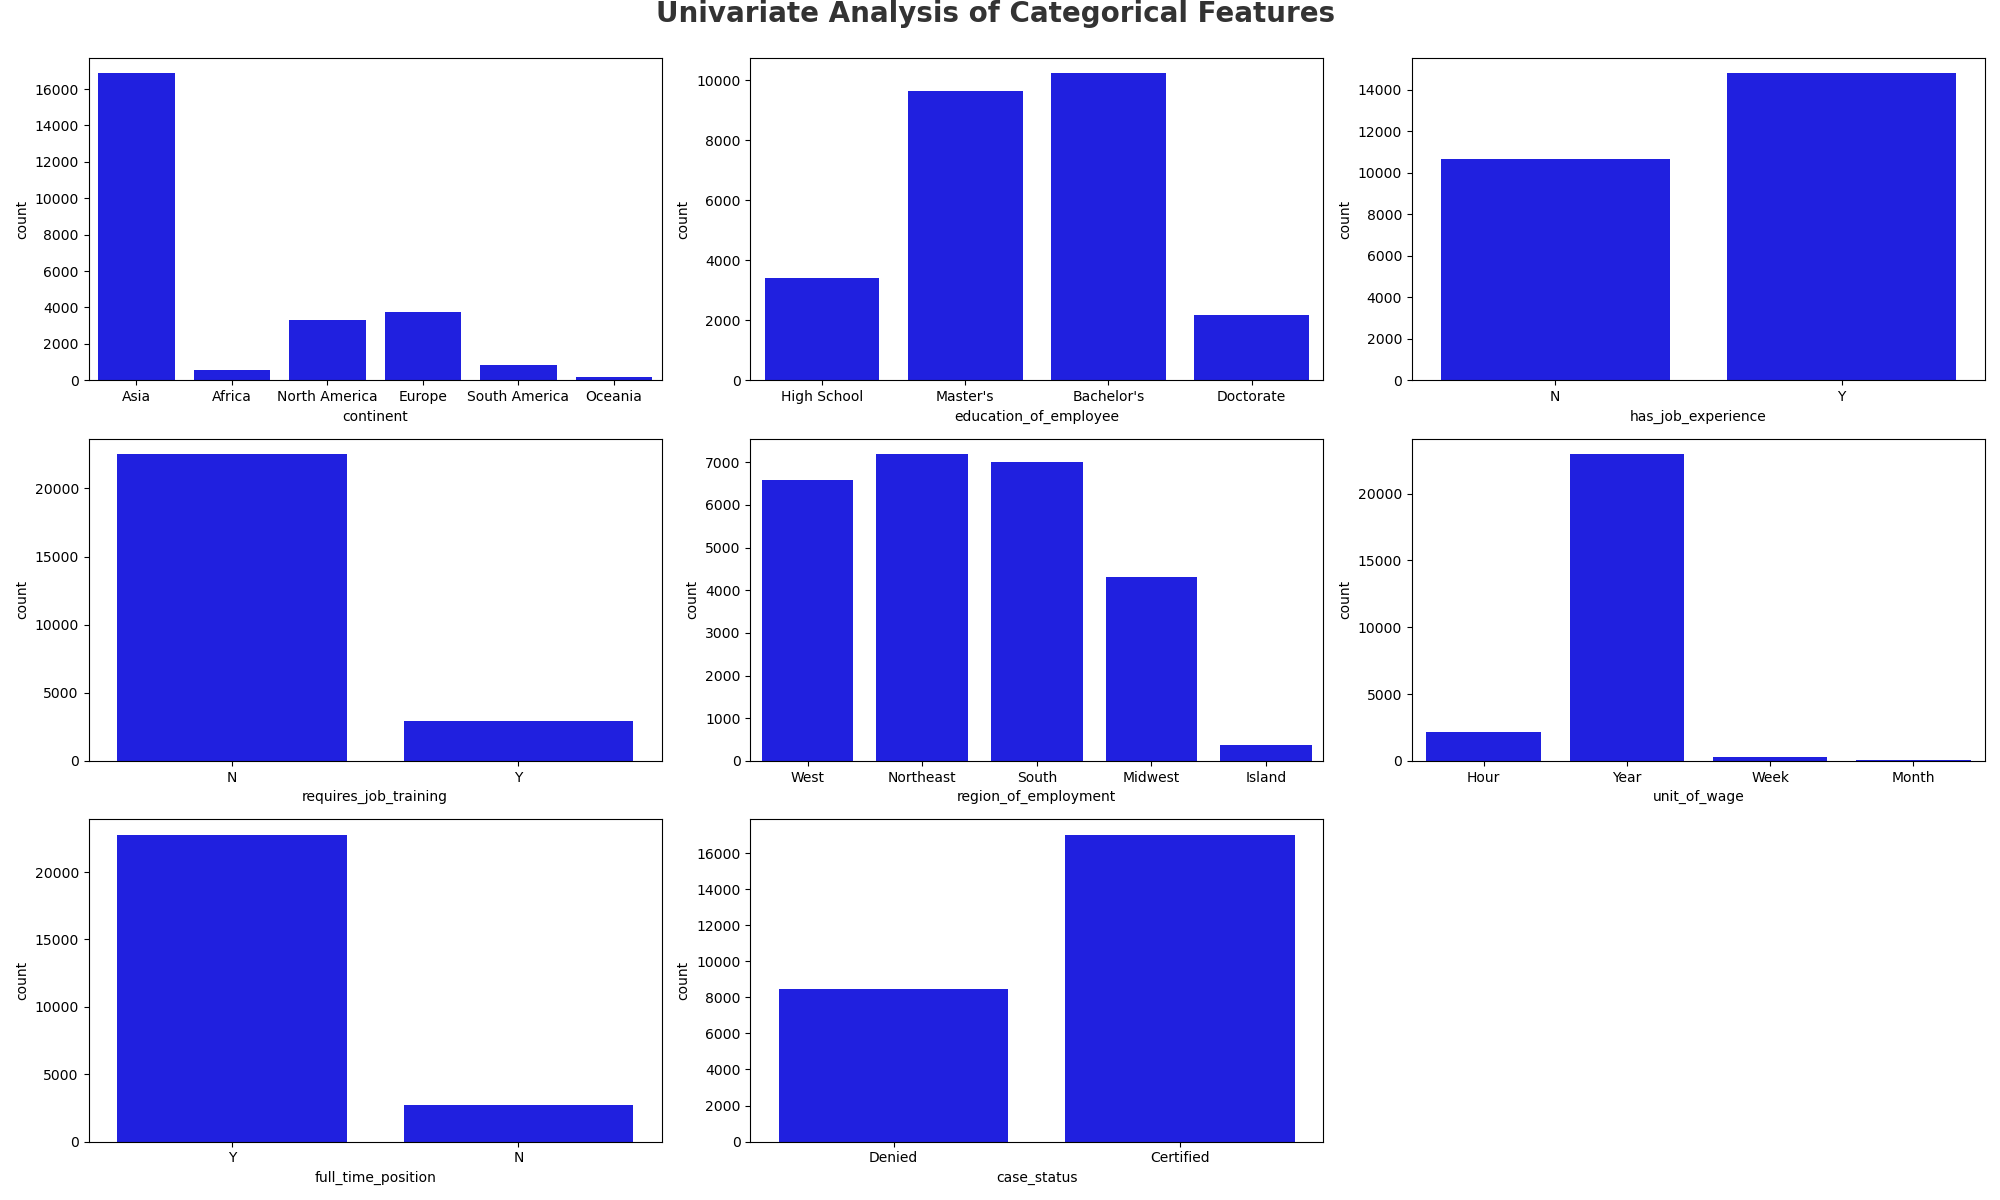 Univariate Analysis of Categorical Features
16000
14000
12000
10000
8000
6000
4000
2000
0
count
Asia Africa North America Europe South America Oceania
continent
10000
8000
6000
4000
2000
0
count
High School Master's Bachelor's Doctorate
education_of_employee
14000
12000
10000
8000
6000
4000
2000
0
count
N Y
has_job_experience
20000
15000
10000
5000
0
count
N Y
requires_job_training
7000
6000
5000
4000
3000
2000
1000
0
count
West Northeast South Midwest Island
region_of_employment
20000
15000
10000
5000
0
count
Hour Year Week Month
unit_of_wage
20000
15000
10000
5000
0
count
Y N
full_time_position
16000
14000
12000
10000
8000
6000
4000
2000
0
count
Denied Certified
case_status